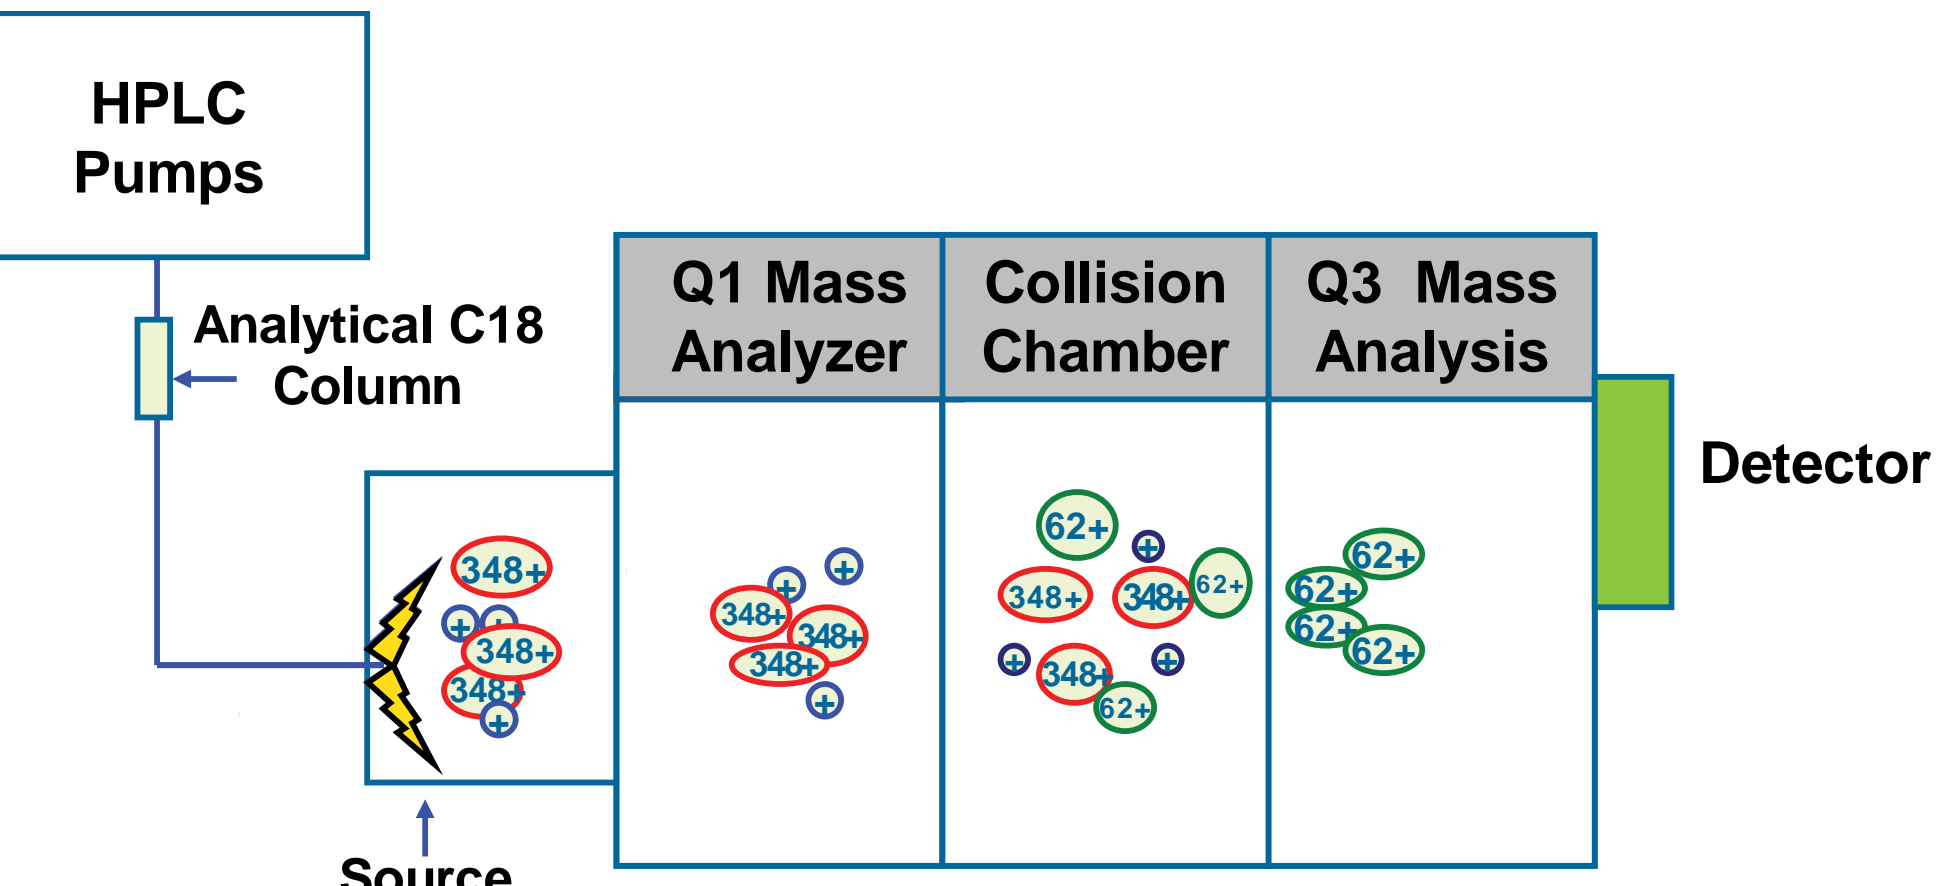 HPLC
Pumps
Analytical C18
Column
Q1 Mass
Analyzer
Collision
Chamber
Q3 Mass
Analysis
Detector
348+
+
+
348+
348+
+
+
+
348+
348+
348+
+
62+
+
348+
348+
62+
+
348+
+
62+
62+
62+
62+
62+
Source